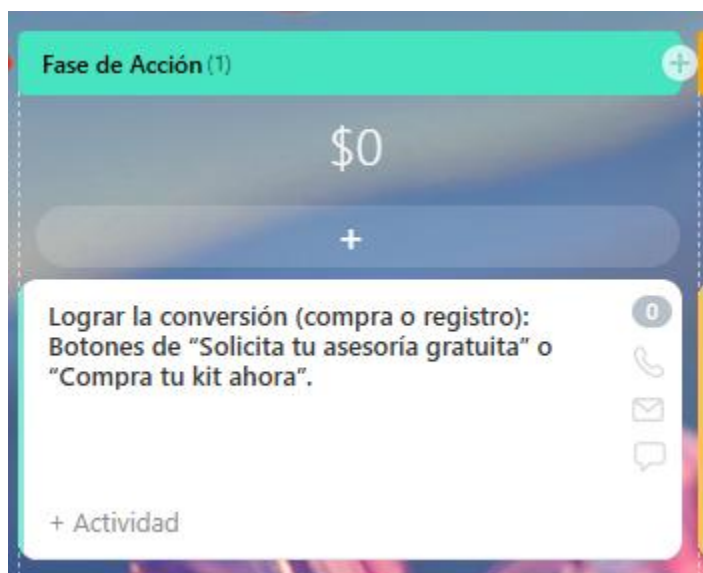 Fase de Acción (1)
$0
+
Lograr la conversión (compra o registro):
0
Botones de “Solicita tu asesoría gratuita” o
“Compra tu kit ahora”.
+ Actividad